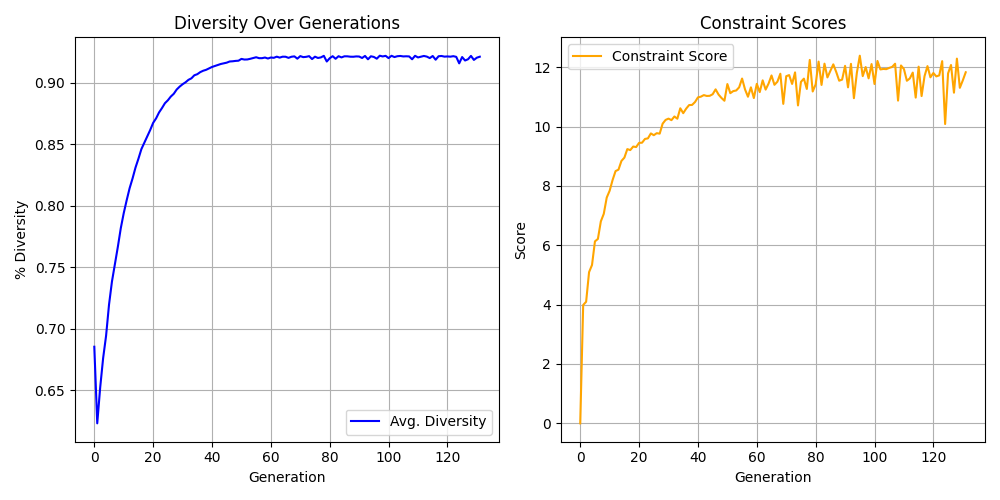 Diversity Over Generations
% Diversity
0.90
0.85
0.80
0.75
0.70
0.65
0 20 40 60 80 100 120
Generation
Avg. Diversity
Constraint Scores
Score
12
10
8
6
4
2
0
0 20 40 60 80 100 120
Generation
Constraint Score